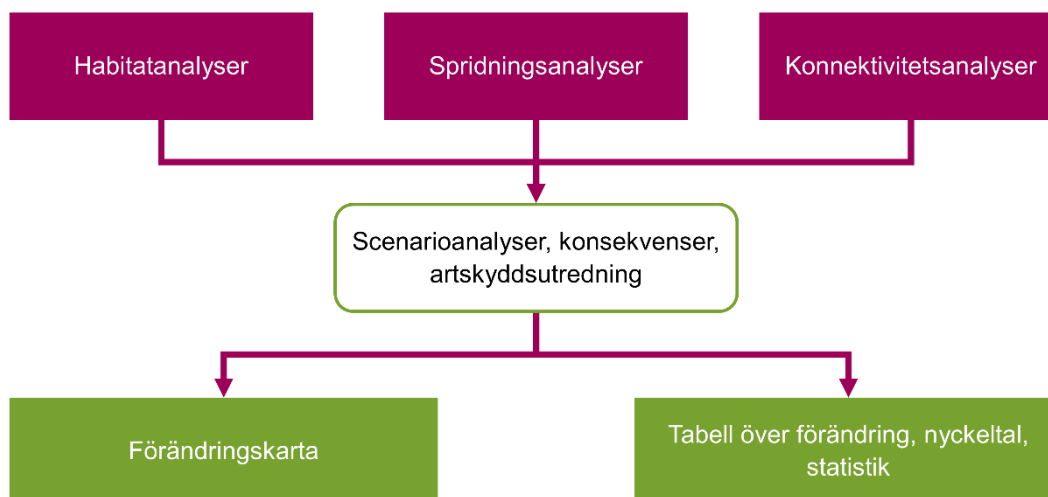 Habitatanalyser
Spridningsanalyser
Konnektivitetsanalyser
Scenarioanalyser, konsekvenser,
artskyddsutredning
Förändringskarta
Tabell över förändring, nyckeltal,
statistik